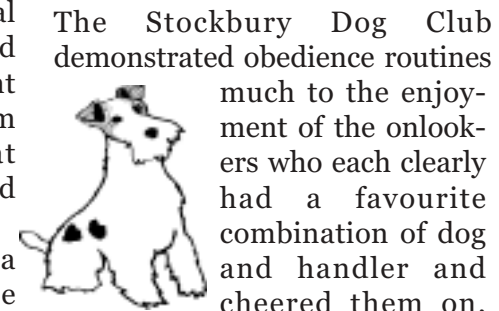 The Stockbury Dog Club
demonstrated obedience routines
much to the enjoy-
ment of the onlook-
ers who each clearly
had a favourite
combination of dog
and handler and
cheered them on.